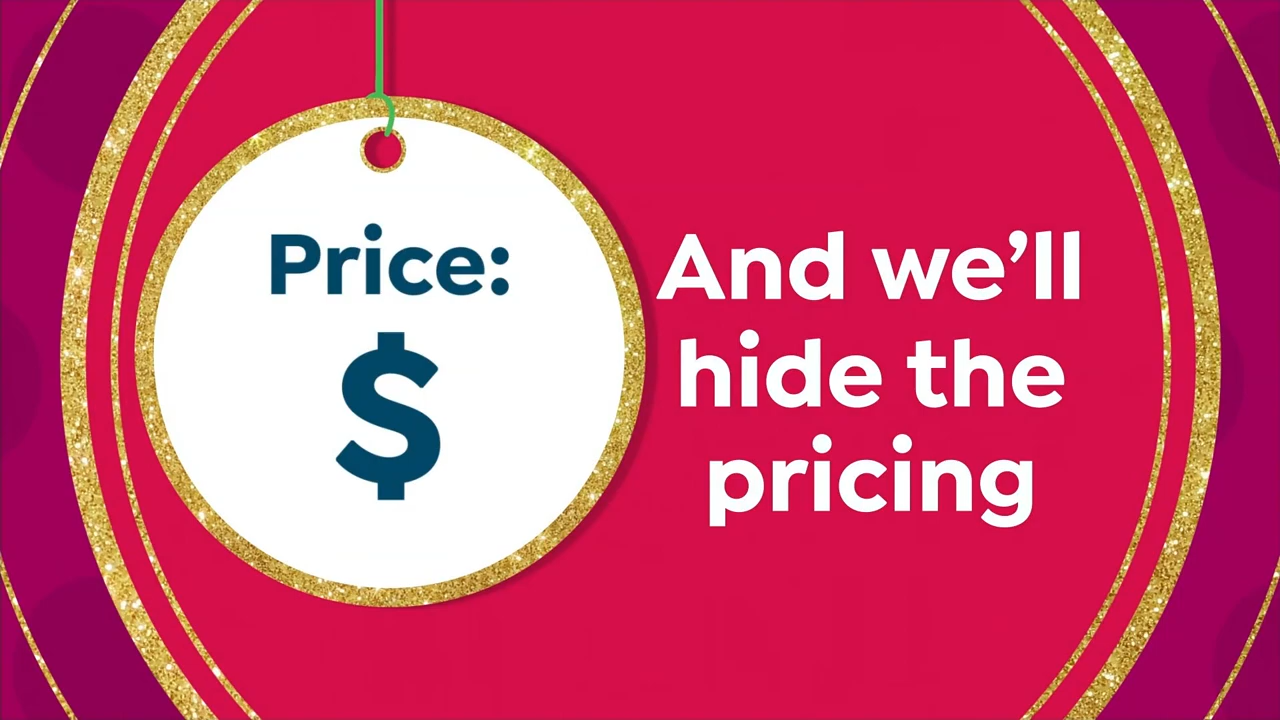 Price:
$
And we’ll
hide the
pricing